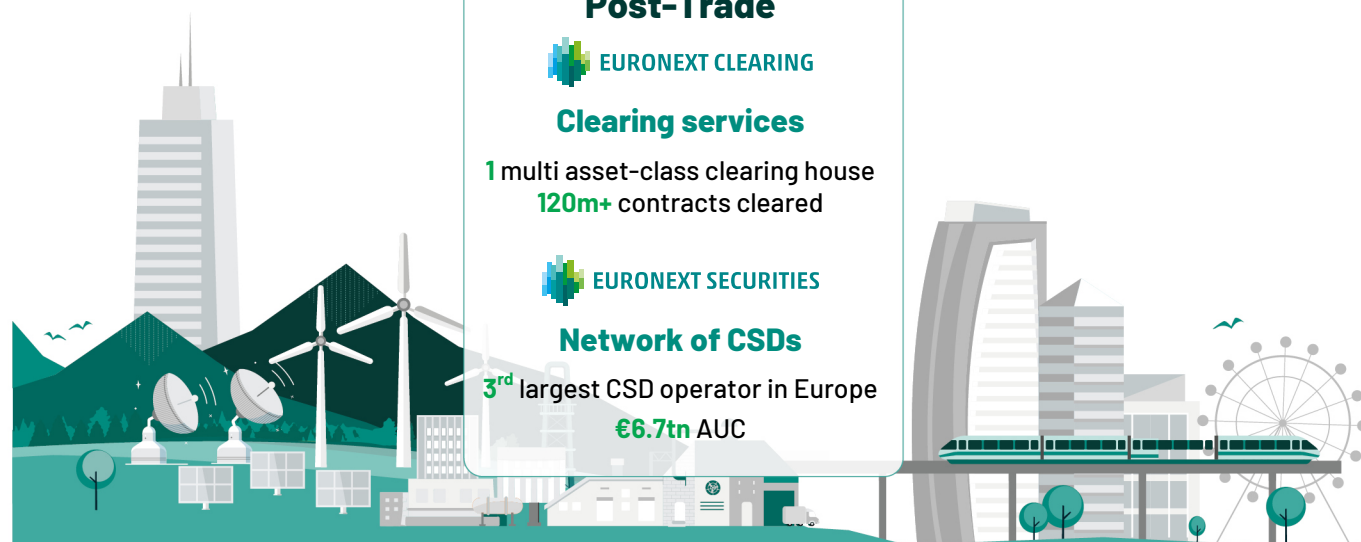 Post-Trade
EURONEXT CLEARING
Clearing services
1 multi asset-class clearing house
120m+ contracts cleared
EURONEXT SECURITIES
Network of CSDs
3rd largest CSD operator in Europe
€6.7tn AUC